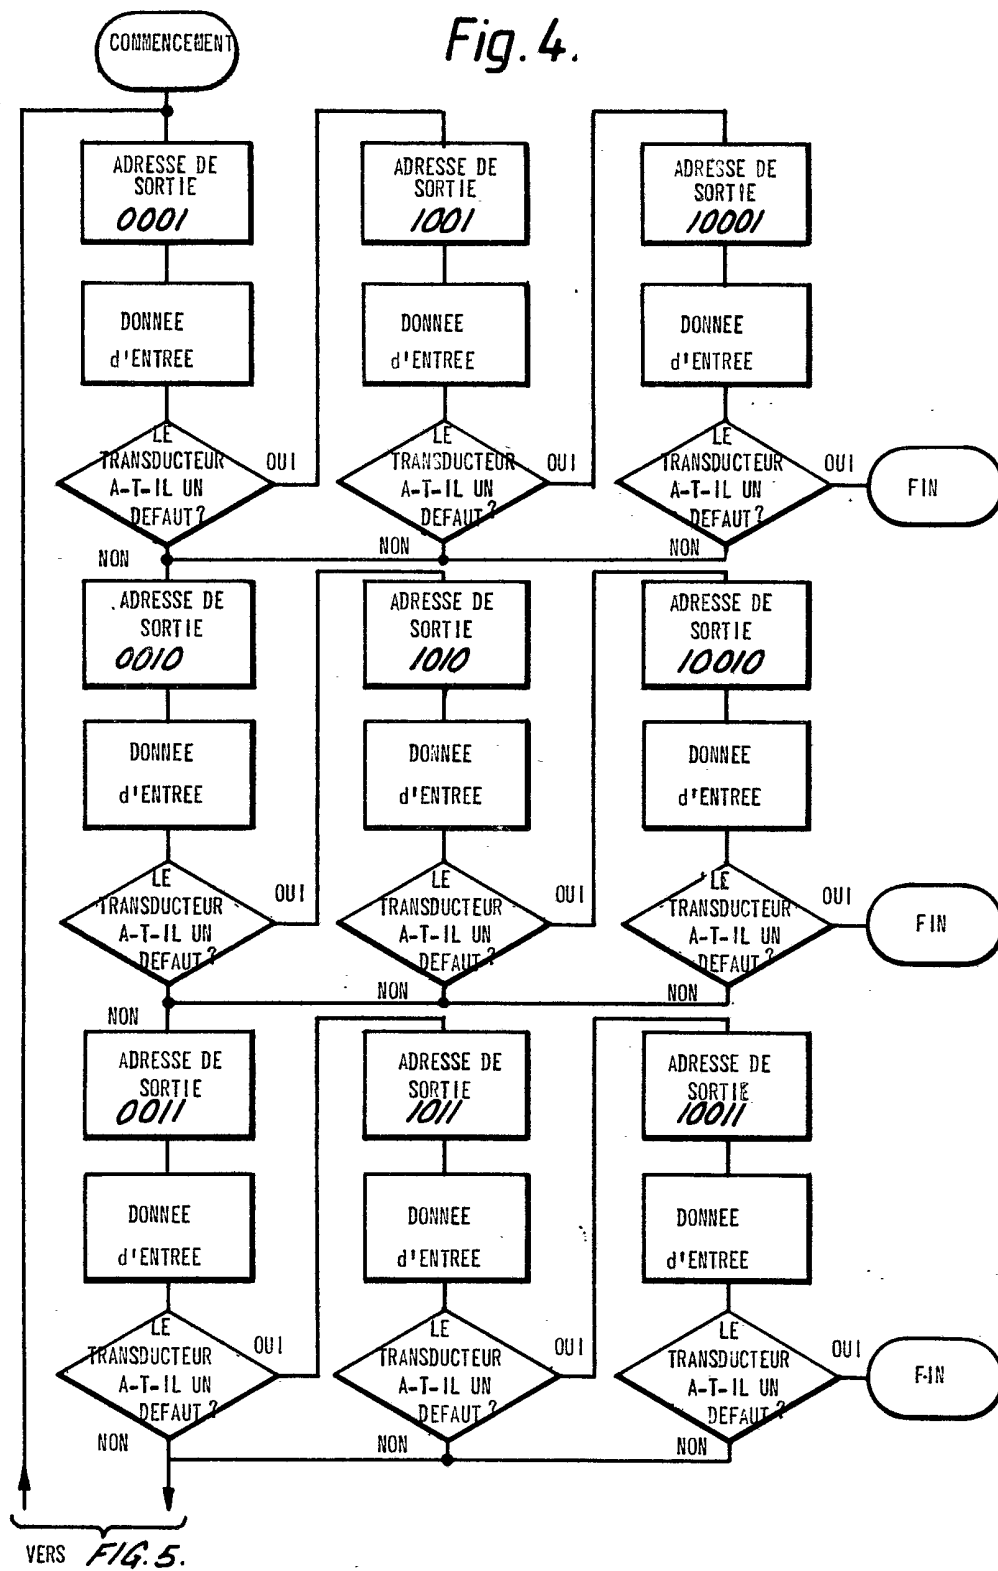 Fig. 4.
COMMENCEMENT
ADRESSE DE
SORTIE
0001
ADRESSE DE
SORTIE
1001
ADRESSE DE
SORTIE
10001
DONNEE
d'ENTREE
DONNEE
d'ENTREE
DONNEE
d'ENTREE
LE
TRANSDUCTEUR
A-T-IL UN
DEFAUT?
OUI
NON
LE
TRANSDUCTEUR
A-T-IL UN
DEFAUT?
OUI
NON
LE
TRANSDUCTEUR
A-T-IL UN
DEFAUT?
OUI
NON
FIN
ADRESSE DE
SORTIE
0010
ADRESSE DE
SORTIE
1010
ADRESSE DE
SORTIE
10010
DONNEE
d'ENTREE
DONNEE
d'ENTREE
DONNEE
d'ENTREE
LE
TRANSDUCTEUR
A-T-IL UN
DEFAUT?
OUI
NON
LE
TRANSDUCTEUR
A-T-IL UN
DEFAUT?
OUI
NON
LE
TRANSDUCTEUR
A-T-IL UN
DEFAUT?
OUI
NON
FIN
ADRESSE DE
SORTIE
0011
ADRESSE DE
SORTIE
1011
ADRESSE DE
SORTIE
10011
DONNEE
d'ENTREE
DONNEE
d'ENTREE
DONNEE
d'ENTREE
LE
TRANSDUCTEUR
A-T-IL UN
DEFAUT?
OUI
NON
LE
TRANSDUCTEUR
A-T-IL UN
DEFAUT?
OUI
NON
LE
TRANSDUCTEUR
A-T-IL UN
DEFAUT?
OUI
NON
FIN
VERS FIG. 5.